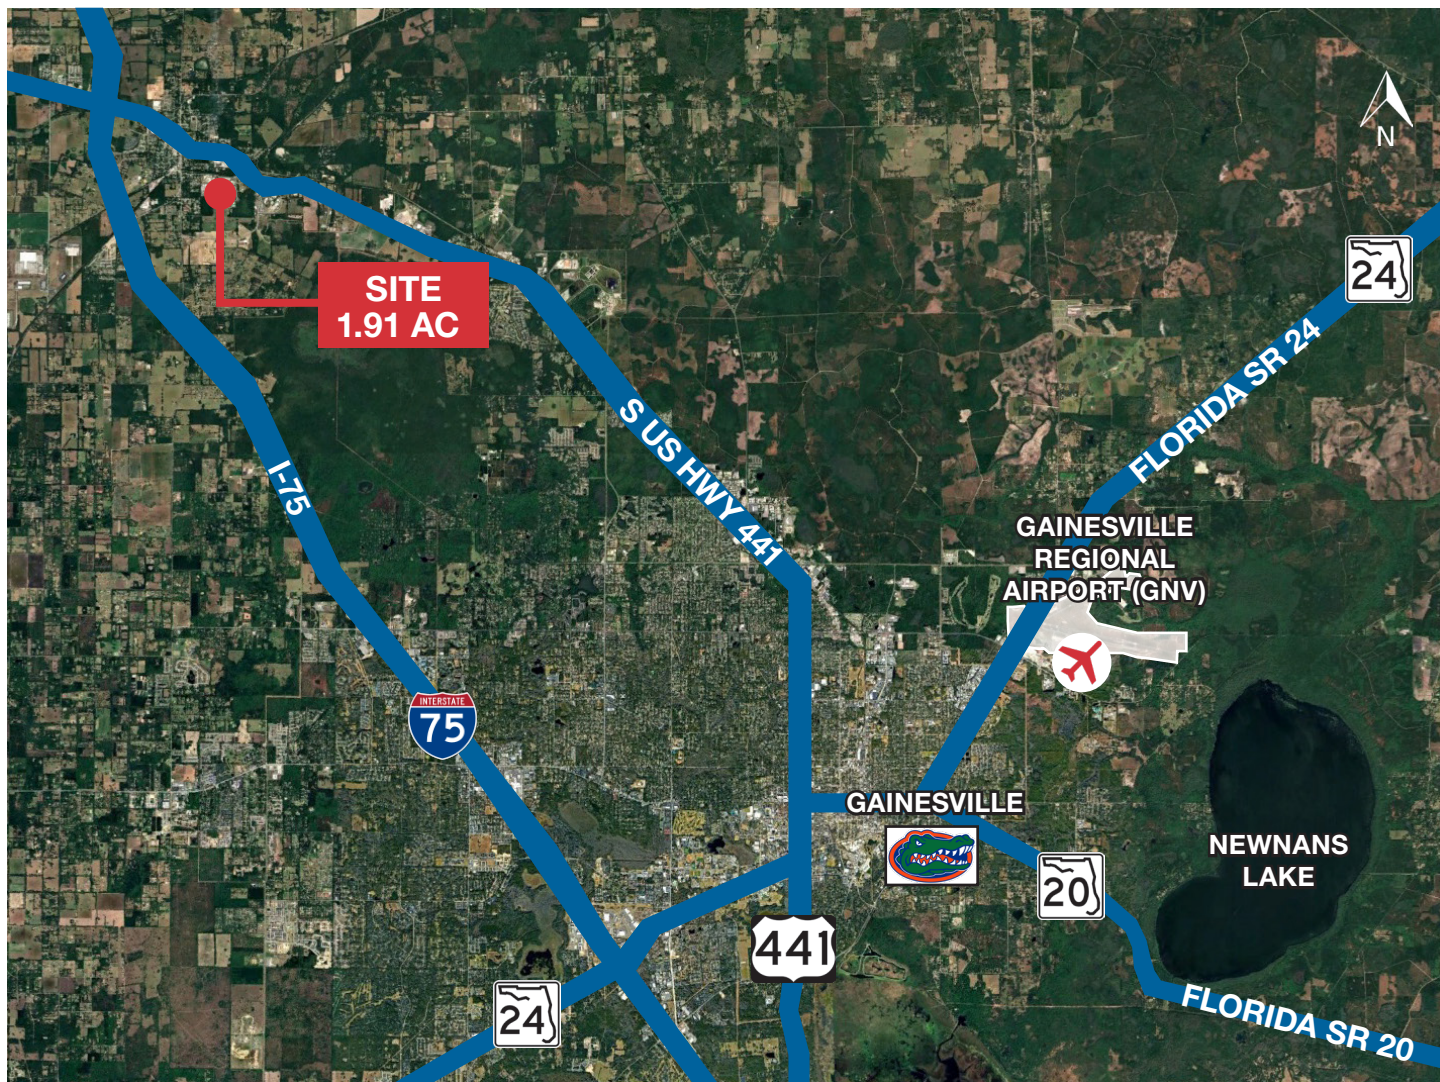 N
24
SITE
1.91 AC
FLORIDA SR 24
S US HWY 441
I-75
GAINESVILLE
REGIONAL
AIRPORT (GNV)
INTERSTATE
75
GAINESVILLE
NEWNANS
LAKE
20
441
24
FLORIDA SR 20